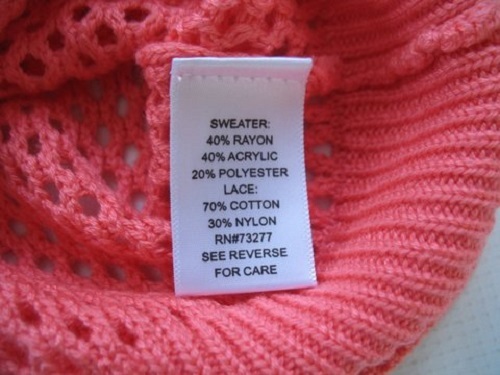 SWEATER:
40% RAYON
40% ACRYLIC
20% POLYESTER
LACE:
70% COTTON
30% NYLON
RN#73277
SEE REVERSE
FOR CARE